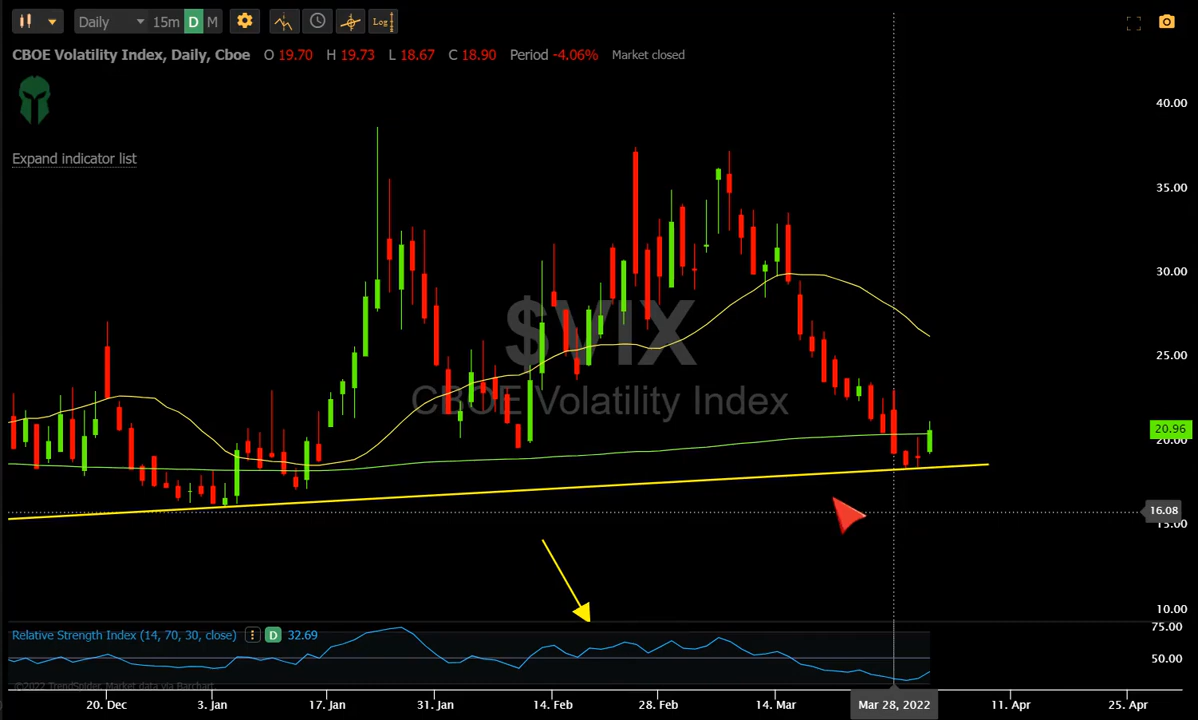 Daily 15m D M Log
CBOE Volatility Index, Daily, Cboe O 19.70 H 19.73 L 18.67 C 18.90 Period -4.06% Market closed
Expand indicator list
40.00
35.00
30.00
25.00
20.96
20.00
16.08
15.00
10.00
$VIX
CBOE Volatility Index
Relative Strength Index (14, 70, 30, close) D 32.69
75.00
50.00
©2022 TrendSpider, Market data via Barchart
20. Dec 3. Jan 17. Jan 31. Jan 14. Feb 28. Feb 14. Mar Mar 28, 2022 11. Apr 25. Apr